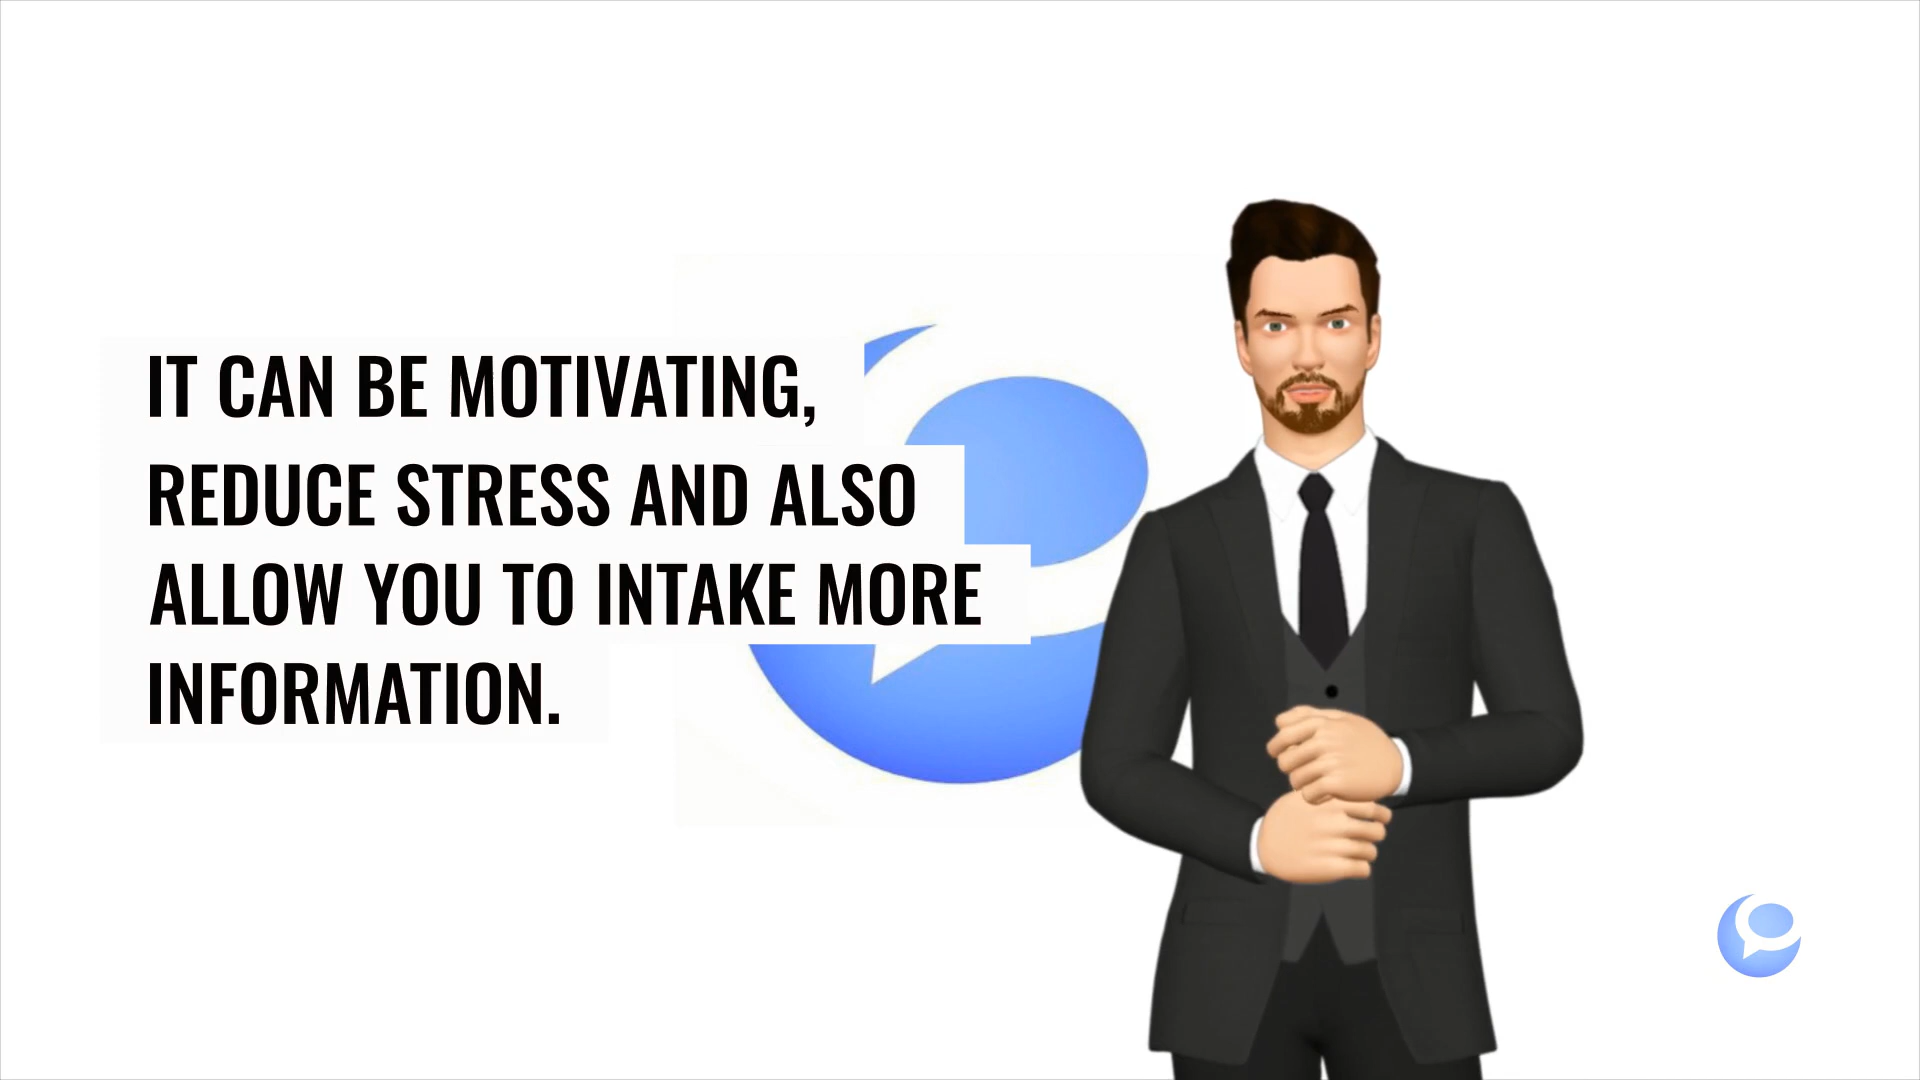 IT CAN BE MOTIVATING,
REDUCE STRESS AND ALSO
ALLOW YOU TO INTAKE MORE
INFORMATION.